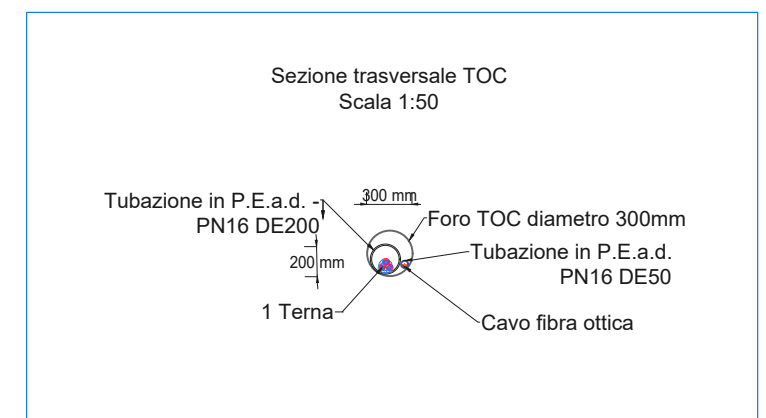 Sezione trasversale TOC
Scala 1:50
300 mm
Tubazione in P.E.a.d. -
PN16 DE200
Foro TOC diametro 300mm
Tubazione in P.E.a.d.
PN16 DE50
200 mm
1 Terna
Cavo fibra ottica